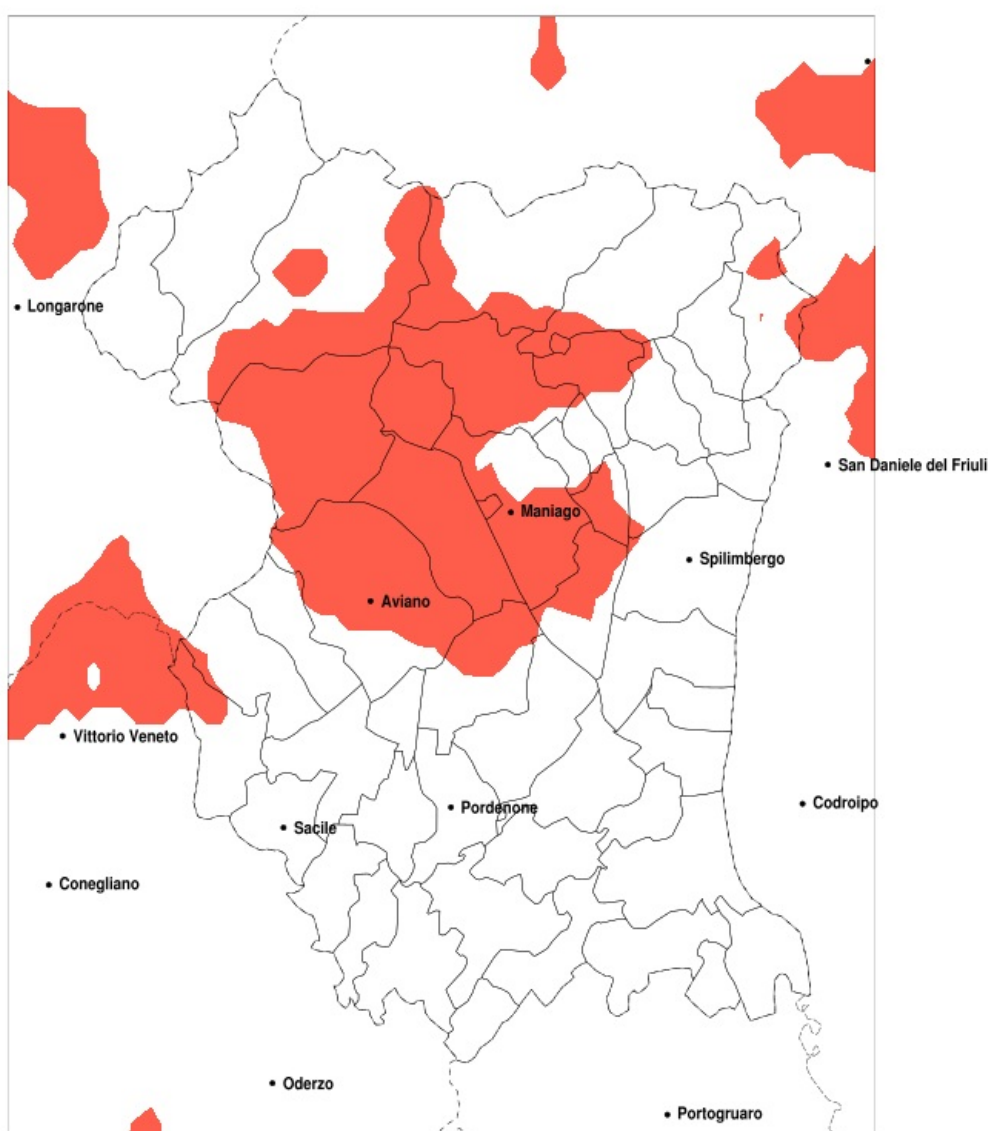 Longarone
San Daniele del Friuli
Maniago
Spilimbergo
Aviano
Vittorio Veneto
Codroipo
Pordenone
Sacile
Conegliano
Oderzo
Portogruaro